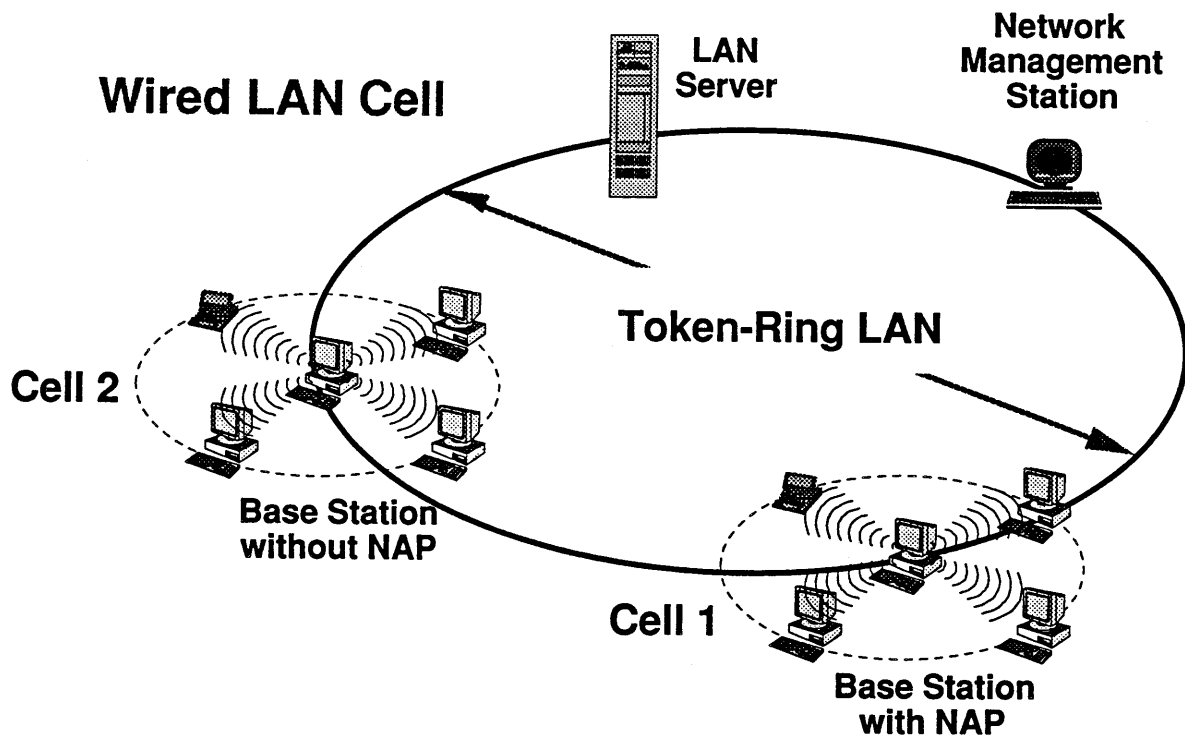 Wired LAN Cell
LAN
Server
Network
Management
Station
Token-Ring LAN
Cell 2
Base Station
without NAP
Cell 1
Base Station
with NAP